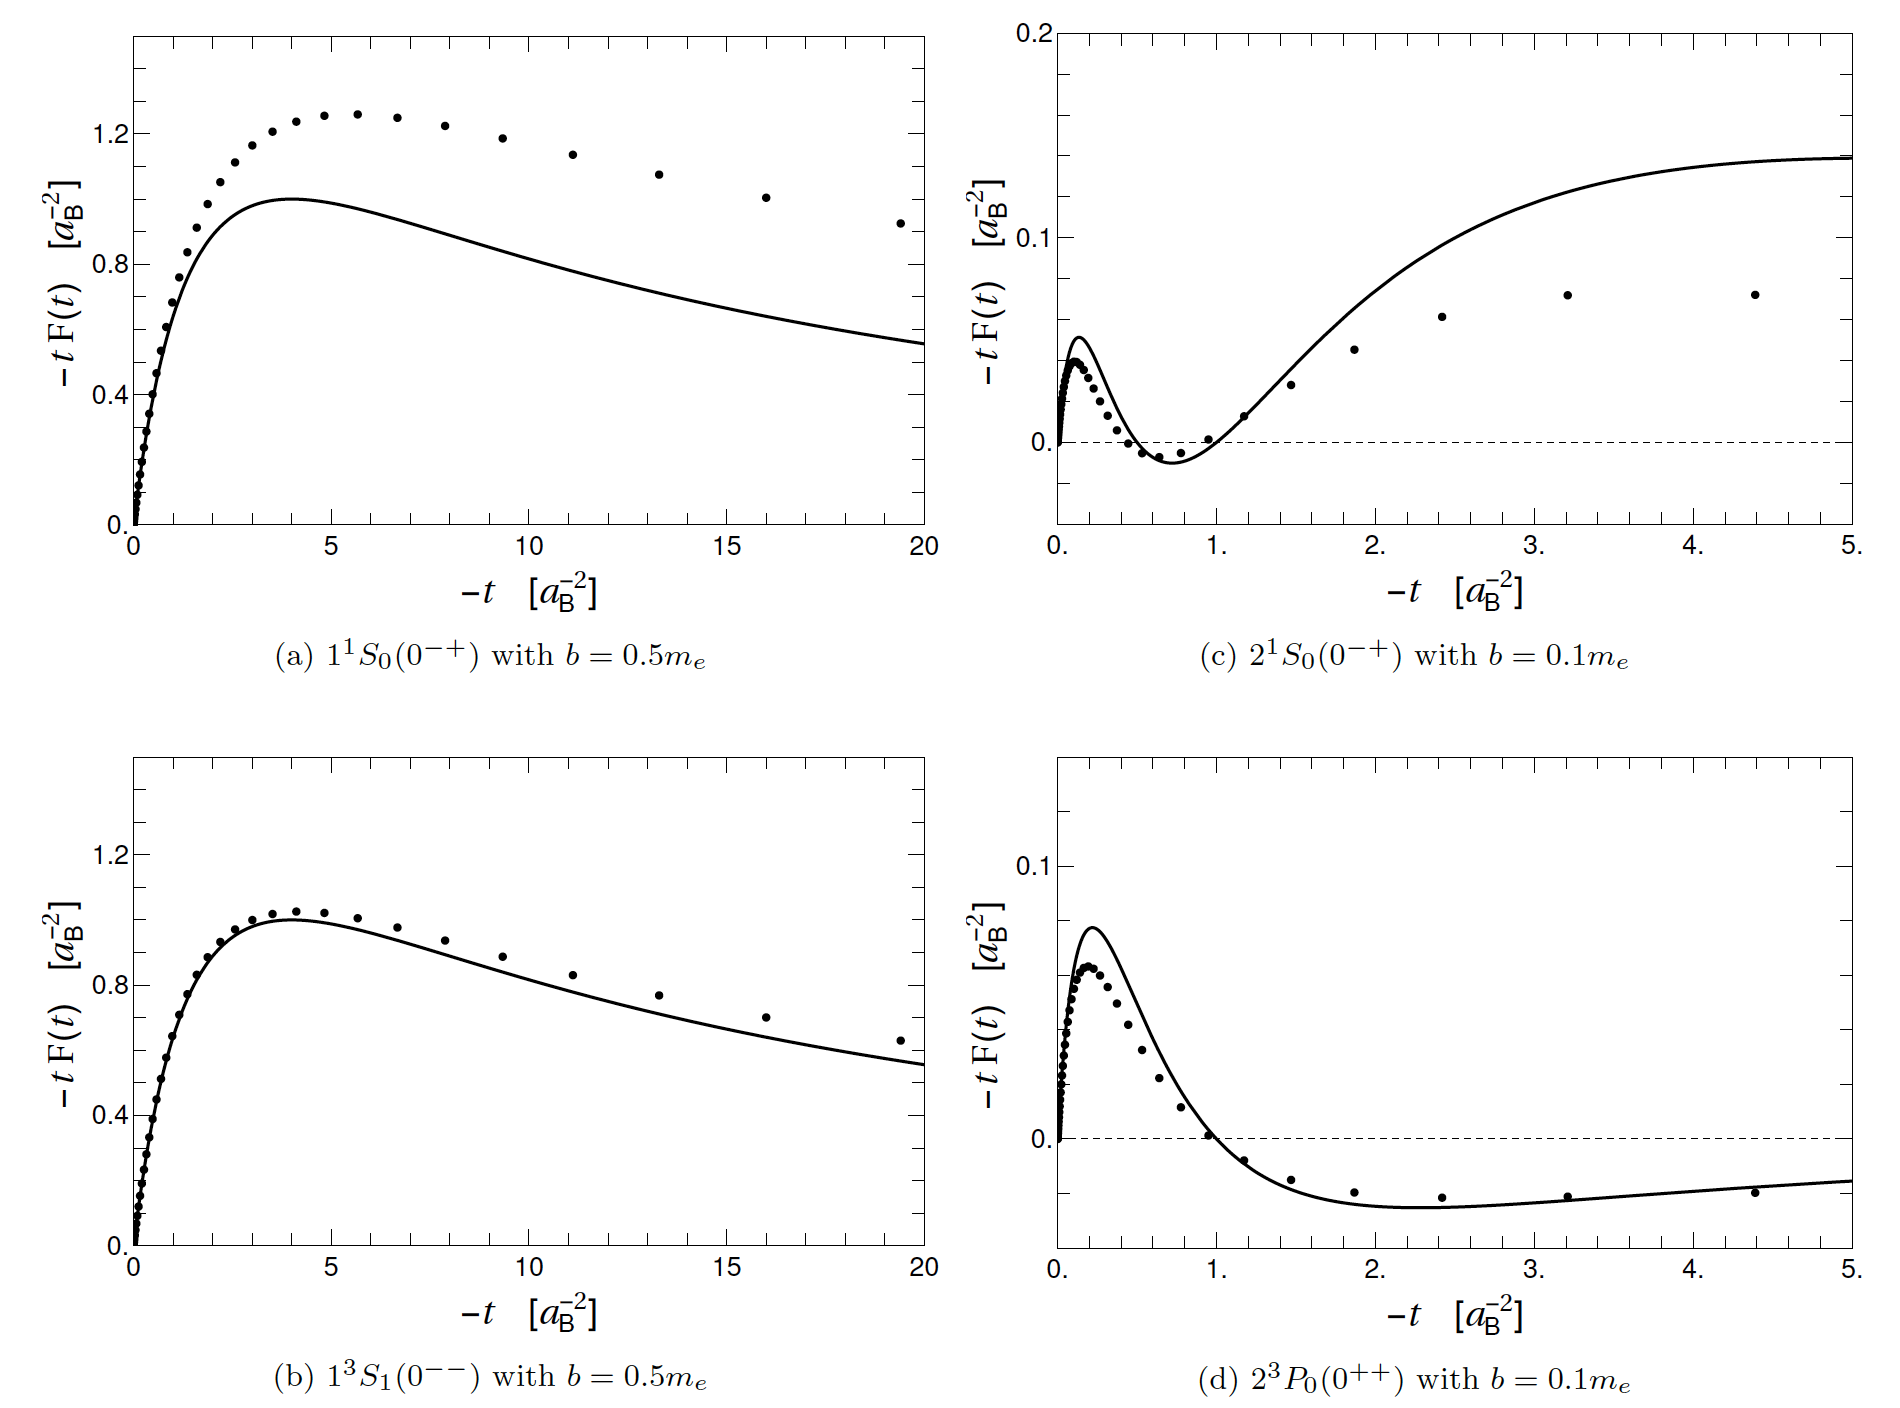 1.2
0.8
0.4
0.
− t F(t) [a_B^{−2}]
0 5 10 15 20
−t [a_B^{−2}]
(a) 1^1S_0(0^{−+}) with b = 0.5m_e
0.2
0.1
0.
− t F(t) [a_B^{−2}]
0. 1. 2. 3. 4. 5.
−t [a_B^{−2}]
(c) 2^1S_0(0^{−+}) with b = 0.1m_e
1.2
0.8
0.4
0.
− t F(t) [a_B^{−2}]
0 5 10 15 20
−t [a_B^{−2}]
(b) 1^3S_1(0^{−−}) with b = 0.5m_e
0.1
0.
− t F(t) [a_B^{−2}]
0. 1. 2. 3. 4. 5.
−t [a_B^{−2}]
(d) 2^3P_0(0^{++}) with b = 0.1m_e